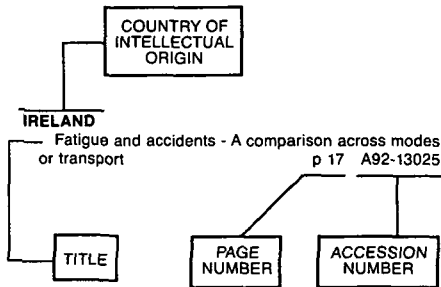 COUNTRY OF
INTELLECTUAL
ORIGIN
IRELAND
Fatigue and accidents - A comparison across modes
or transport p 17 A92-13025
TITLE
PAGE
NUMBER
ACCESSION
NUMBER